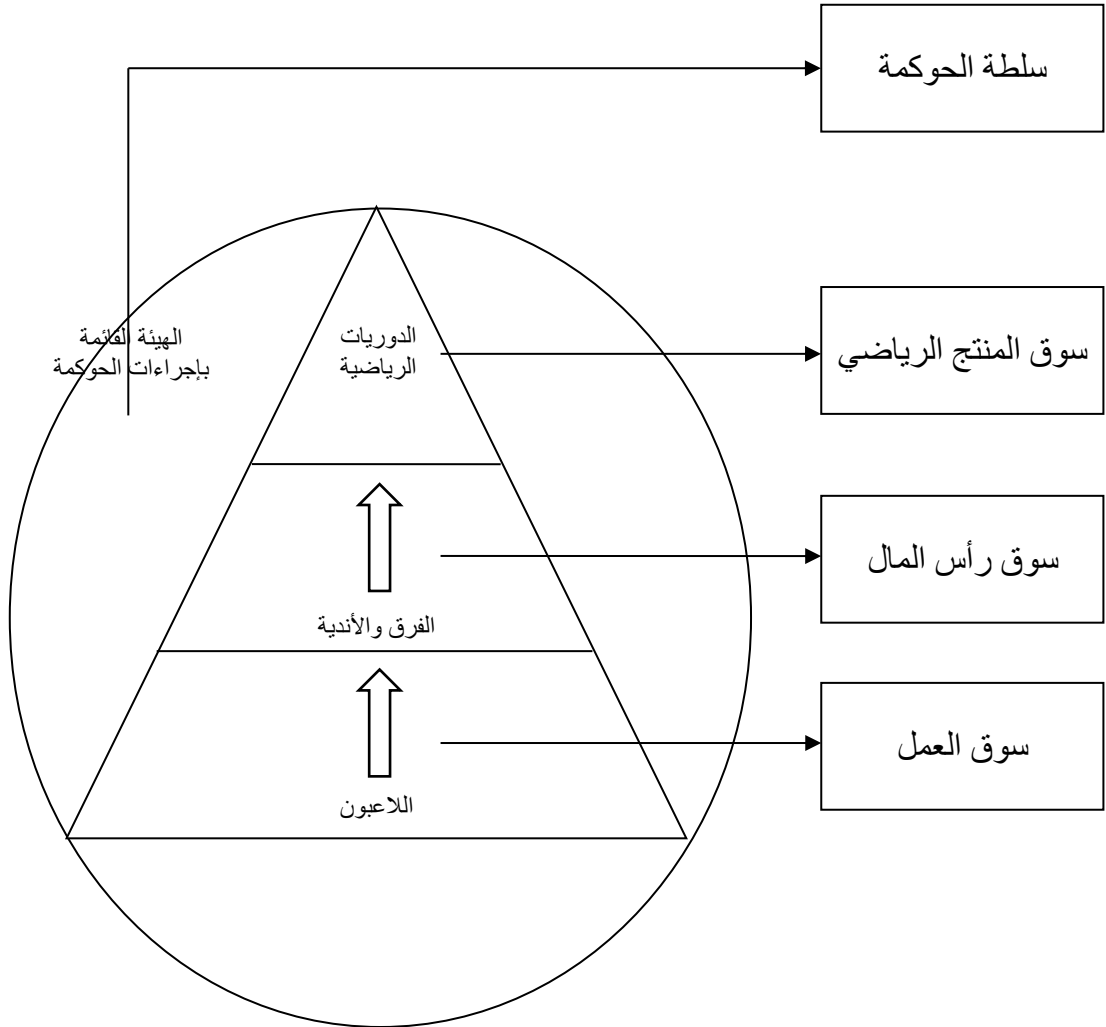 سلطة الحوكمة
الهيئة القائمة
بإجراءات الحوكمة
الدوريات
الرياضية
سوق المنتج الرياضي
سوق رأس المال
الفرق والأندية
سوق العمل
اللاعبون